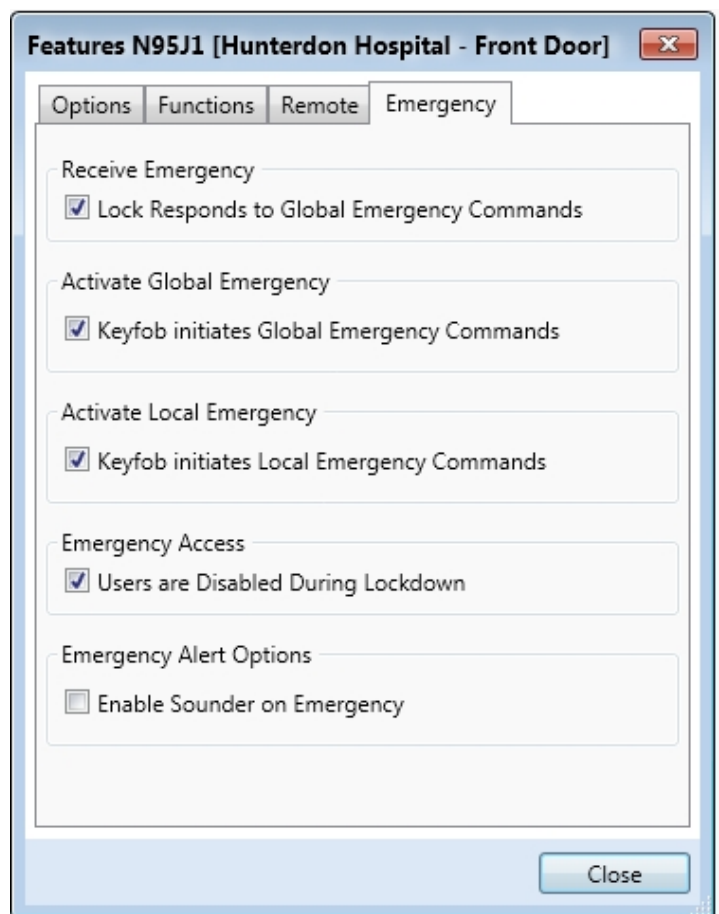 Features N95J1 [Hunterdon Hospital - Front Door]
Options Functions Remote Emergency
Receive Emergency
Lock Responds to Global Emergency Commands
Activate Global Emergency
Keyfob initiates Global Emergency Commands
Activate Local Emergency
Keyfob initiates Local Emergency Commands
Emergency Access
Users are Disabled During Lockdown
Emergency Alert Options
Enable Sounder on Emergency
Close